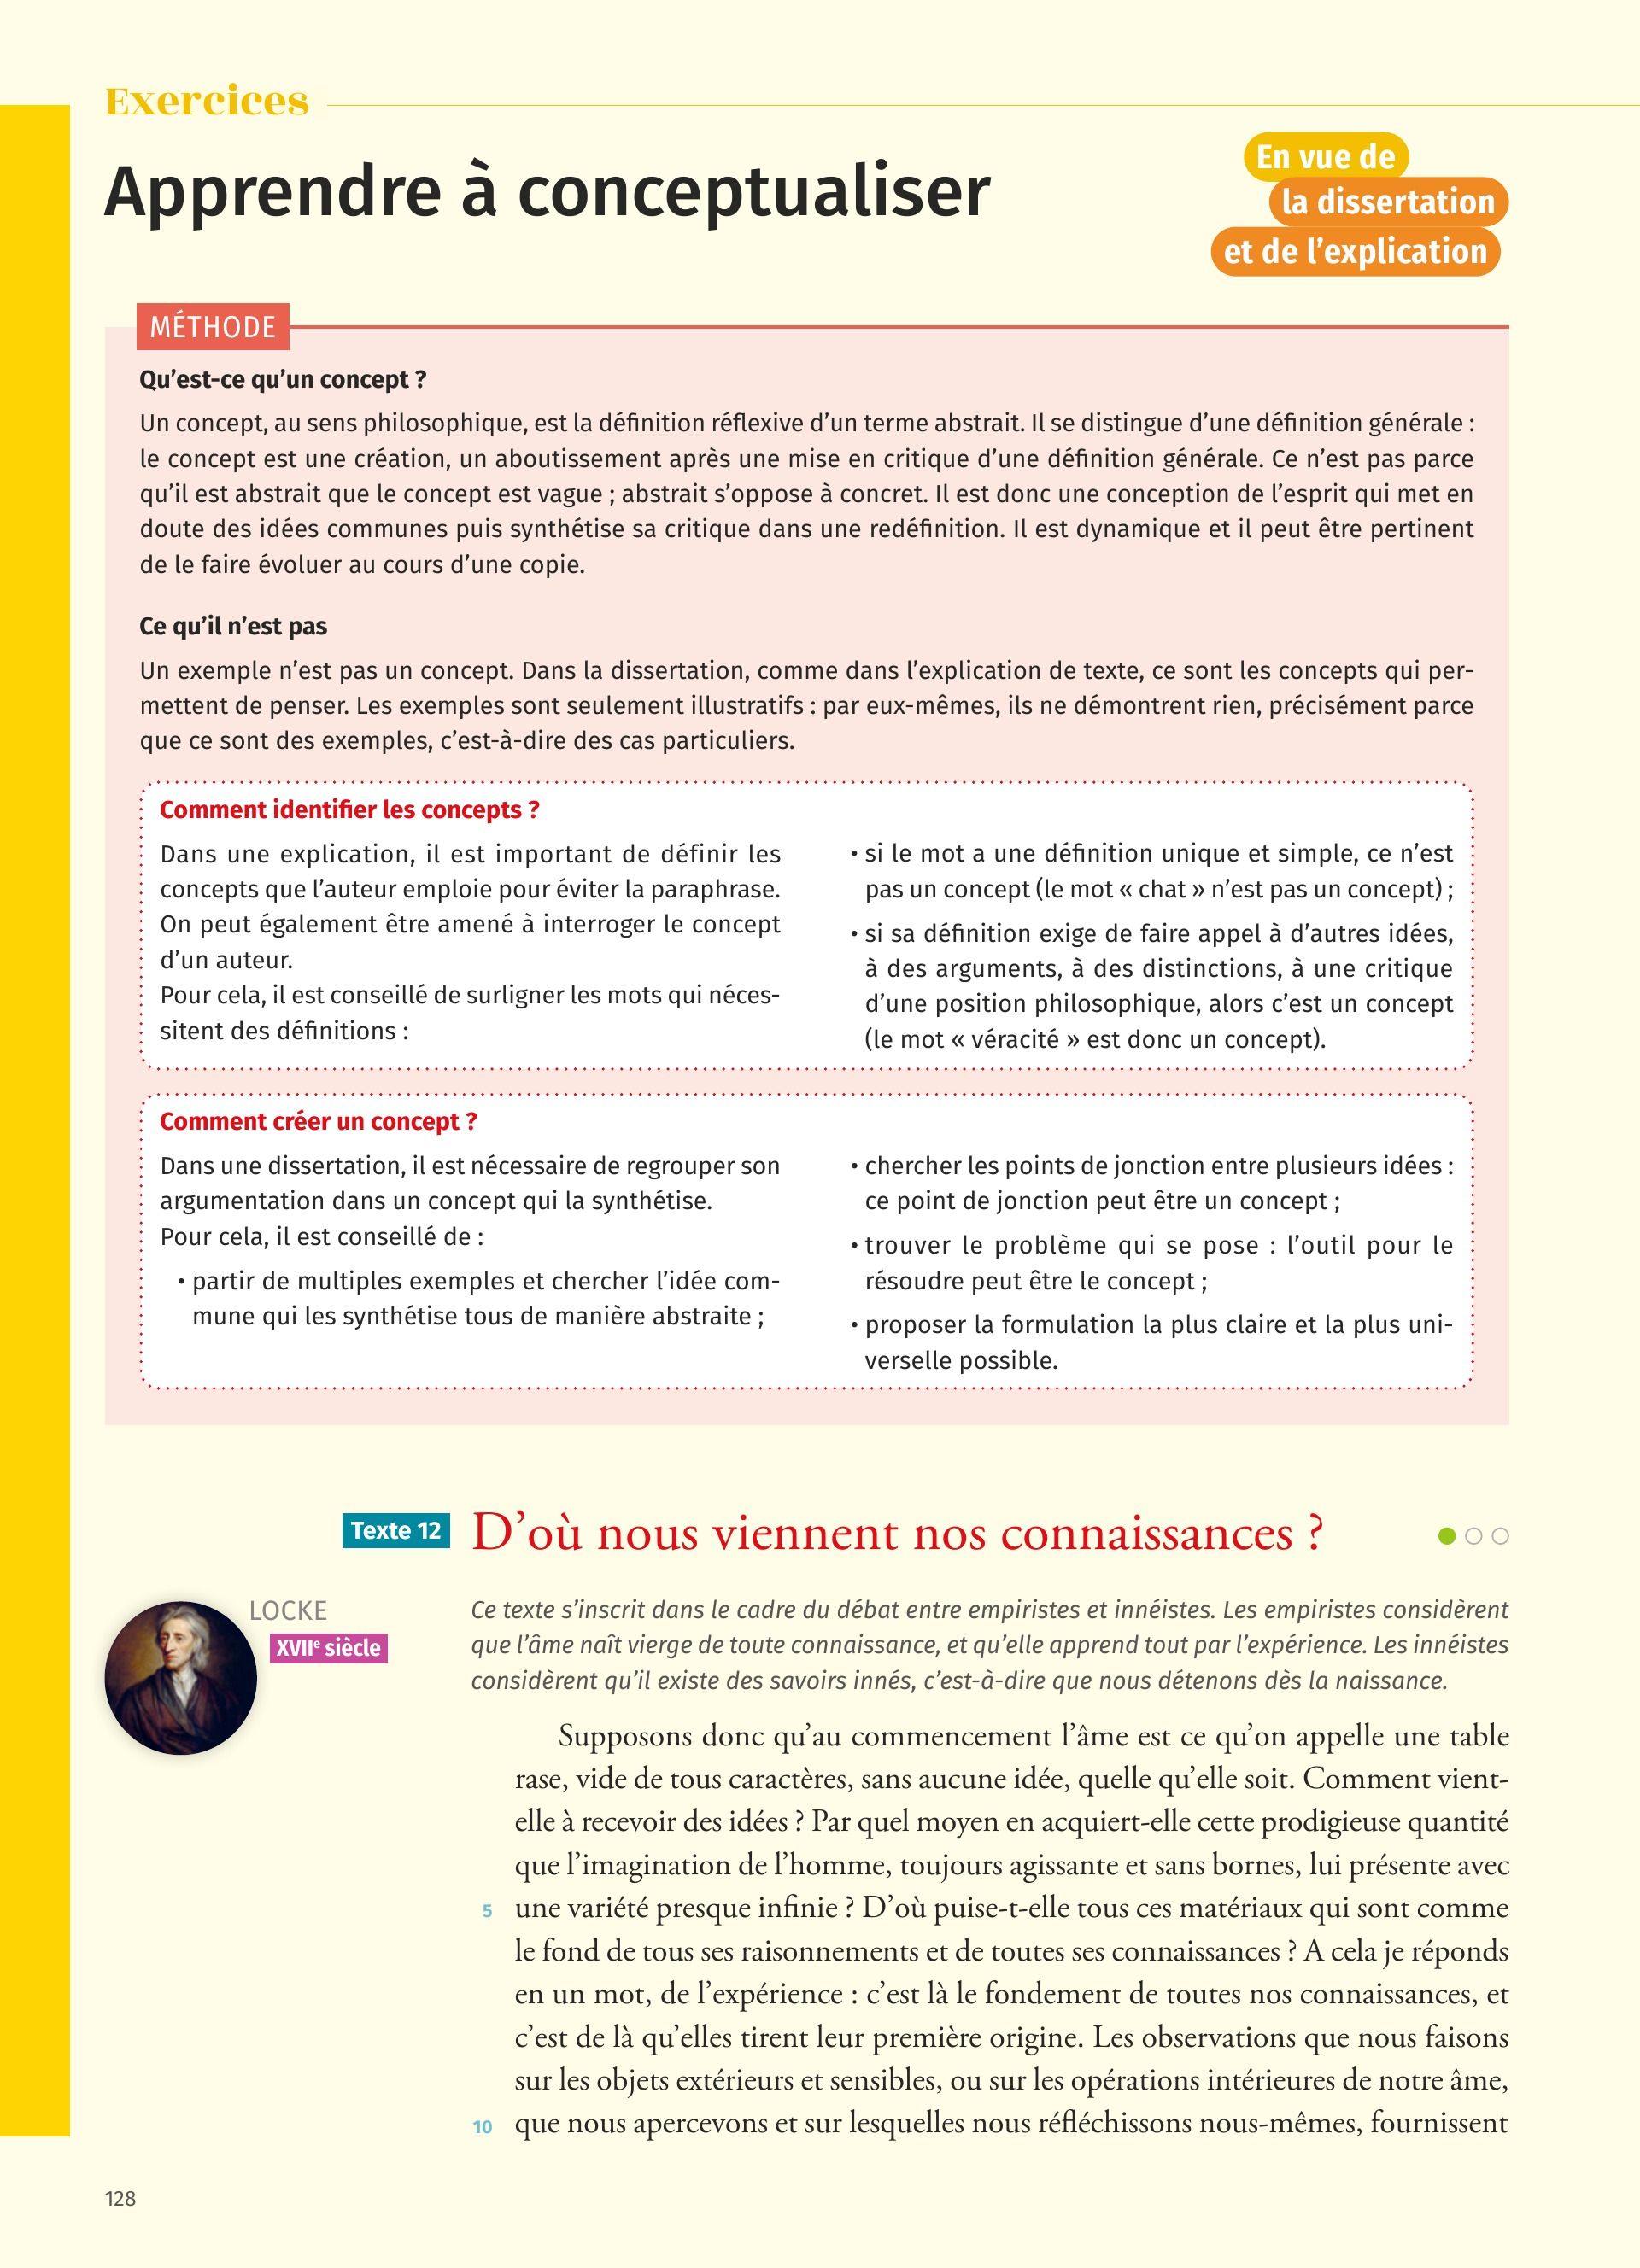 Exercices
Apprendre à conceptualiser
En vue de
la dissertation
et de l’explication
MÉTHODE
Qu’est-ce qu’un concept ?
Un concept, au sens philosophique, est la définition réflexive d’un terme abstrait. Il se distingue d’une définition générale :
le concept est une création, un aboutissement après une mise en critique d’une définition générale. Ce n’est pas parce
qu’il est abstrait que le concept est vague ; abstrait s’oppose à concret. Il est donc une conception de l’esprit qui met en
doute des idées communes puis synthétise sa critique dans une redéfinition. Il est dynamique et il peut être pertinent
de le faire évoluer au cours d’une copie.
Ce qu’il n’est pas
Un exemple n’est pas un concept. Dans la dissertation, comme dans l’explication de texte, ce sont les concepts qui per-
mettent de penser. Les exemples sont seulement illustratifs : par eux-mêmes, ils ne démontrent rien, précisément parce
que ce sont des exemples, c’est-à-dire des cas particuliers.
Comment identifier les concepts ?
Dans une explication, il est important de définir les
concepts que l’auteur emploie pour éviter la paraphrase.
On peut également être amené à interroger le concept
d’un auteur.
Pour cela, il est conseillé de surligner les mots qui néces-
sitent des définitions :
• si le mot a une définition unique et simple, ce n’est
pas un concept (le mot « chat » n’est pas un concept) ;
• si sa définition exige de faire appel à d’autres idées,
à des arguments, à des distinctions, à une critique
d’une position philosophique, alors c’est un concept
(le mot « véracité » est donc un concept).
Comment créer un concept ?
Dans une dissertation, il est nécessaire de regrouper son
argumentation dans un concept qui la synthétise.
Pour cela, il est conseillé de :
• partir de multiples exemples et chercher l’idée com-
mune qui les synthétise tous de manière abstraite ;
• chercher les points de jonction entre plusieurs idées :
ce point de jonction peut être un concept ;
• trouver le problème qui se pose : l’outil pour le
résoudre peut être le concept ;
• proposer la formulation la plus claire et la plus uni-
verselle possible.
Texte 12
D’où nous viennent nos connaissances ?
LOCKE
XVIIe siècle
Ce texte s’inscrit dans le cadre du débat entre empiristes et innéistes. Les empiristes considèrent
que l’âme naît vierge de toute connaissance, et qu’elle apprend tout par l’expérience. Les innéistes
considèrent qu’il existe des savoirs innés, c’est-à-dire que nous détenons dès la naissance.
Supposons donc qu’au commencement l’âme est ce qu’on appelle une table
rase, vide de tous caractères, sans aucune idée, quelle qu’elle soit. Comment vient-
elle à recevoir des idées ? Par quel moyen en acquiert-elle cette prodigieuse quantité
que l’imagination de l’homme, toujours agissante et sans bornes, lui présente avec
5 une variété presque infinie ? D’où puise-t-elle tous ces matériaux qui sont comme
le fond de tous ses raisonnements et de toutes ses connaissances ? A cela je réponds
en un mot, de l’expérience : c’est là le fondement de toutes nos connaissances, et
c’est de là qu’elles tirent leur première origine. Les observations que nous faisons
sur les objets extérieurs et sensibles, ou sur les opérations intérieures de notre âme,
10 que nous apercevons et sur lesquelles nous réfléchissons nous-mêmes, fournissent
128